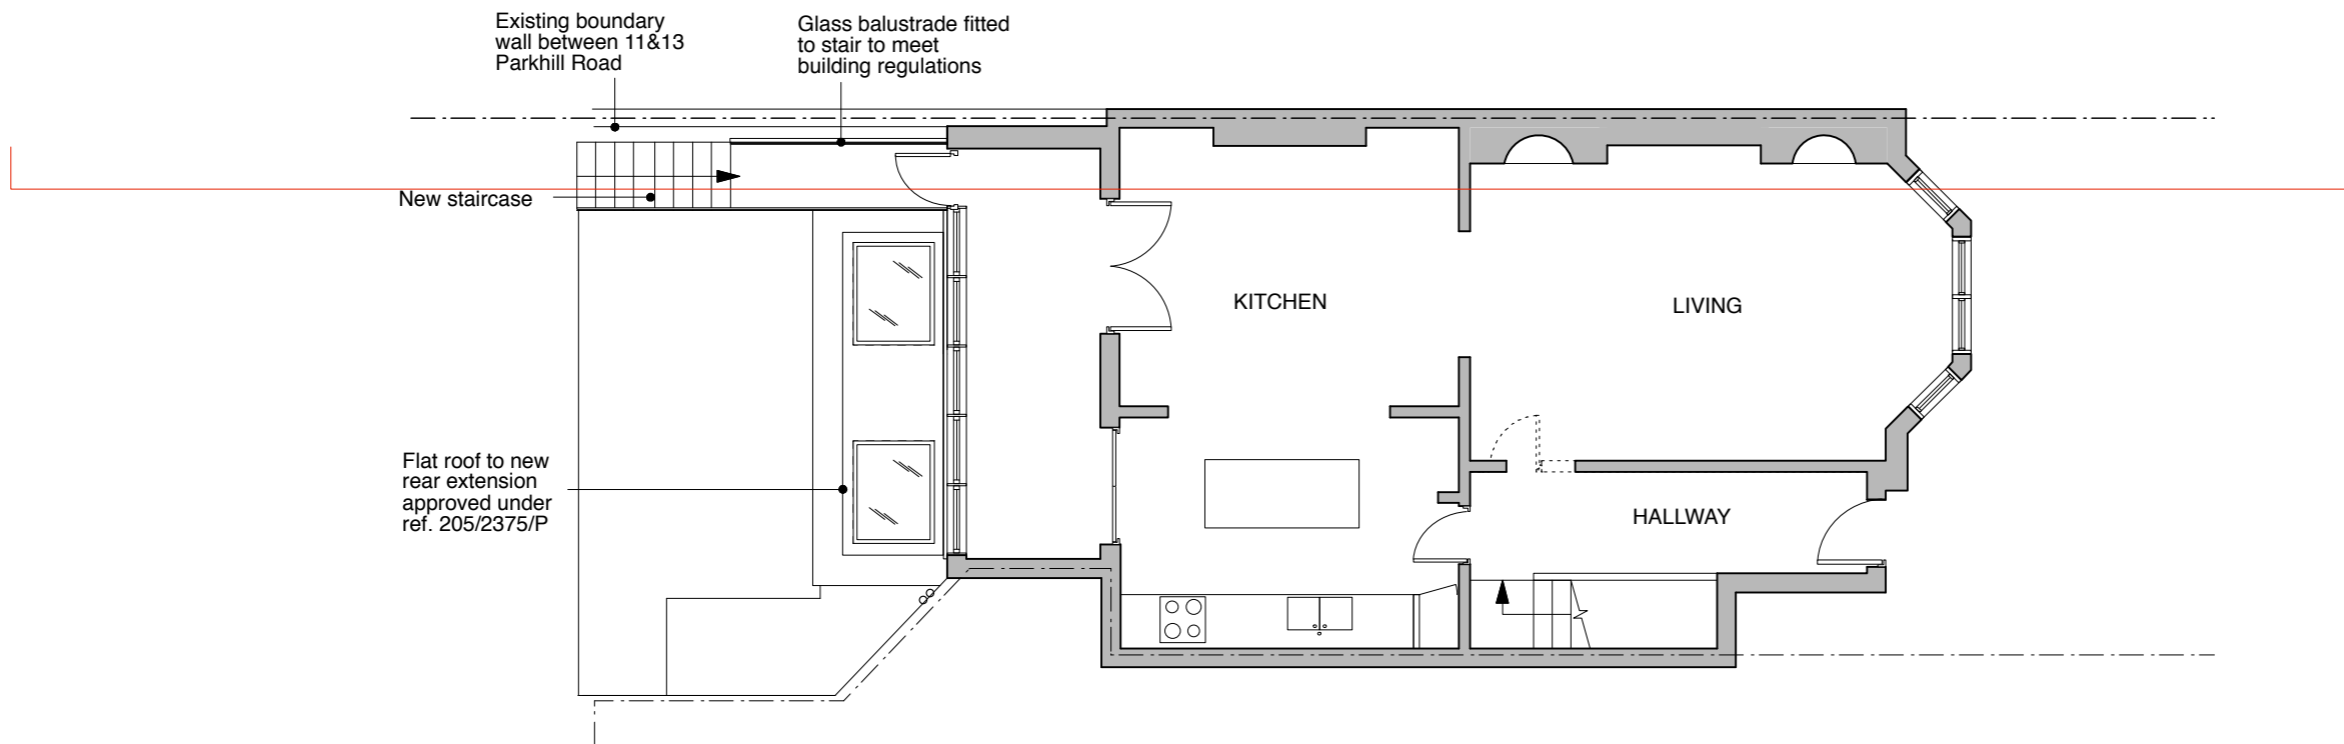 Existing boundary
wall between 11&13
Parkhill Road
Glass balustrade fitted
to stair to meet
building regulations
New staircase
KITCHEN
LIVING
Flat roof to new
rear extension
approved under
ref. 205/2375/P
HALLWAY